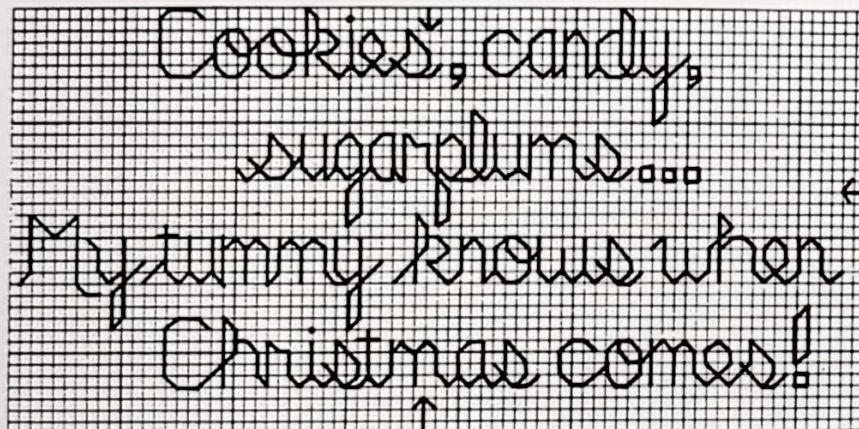 Cookies, candy,
sugarplums...
My tummy knows when
Christmas comes!